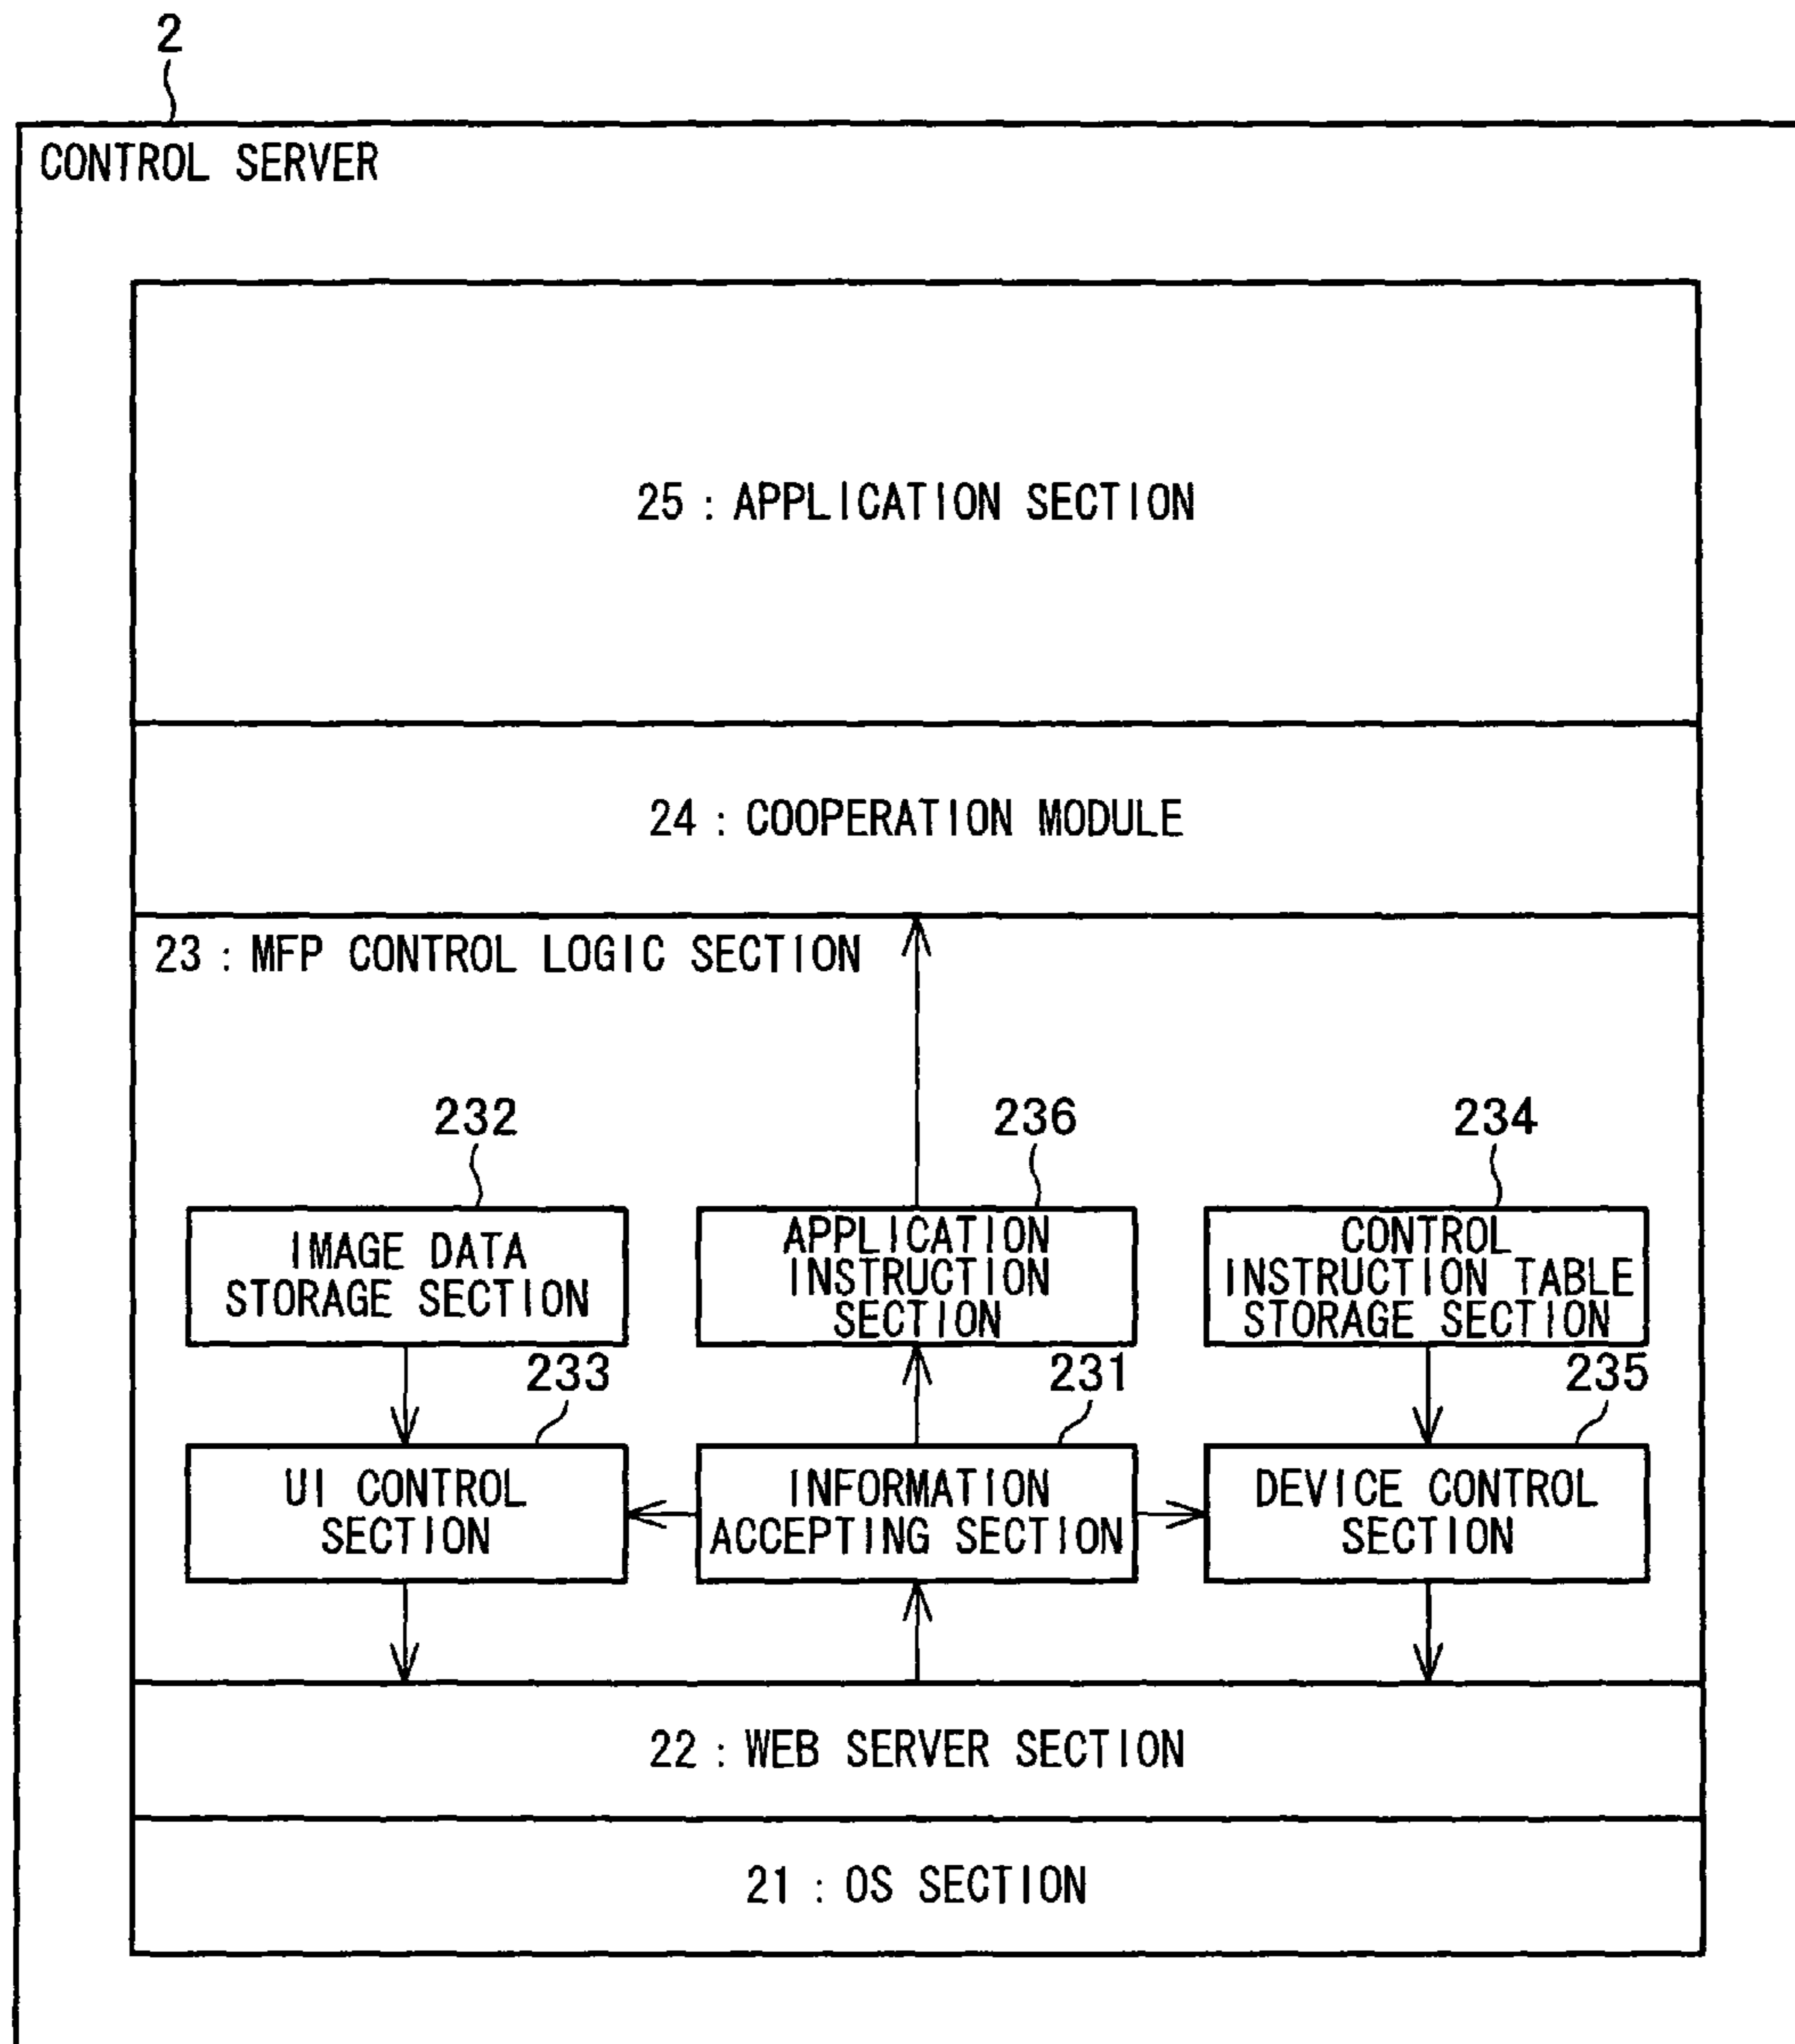 2
CONTROL SERVER
25 : APPLICATION SECTION
24 : COOPERATION MODULE
23 : MFP CONTROL LOGIC SECTION
232
236
234
IMAGE DATA
STORAGE SECTION
APPLICATION
INSTRUCTION
SECTION
CONTROL
INSTRUCTION TABLE
STORAGE SECTION
233
231
235
UI CONTROL
SECTION
INFORMATION
ACCEPTING SECTION
DEVICE CONTROL
SECTION
22 : WEB SERVER SECTION
21 : OS SECTION